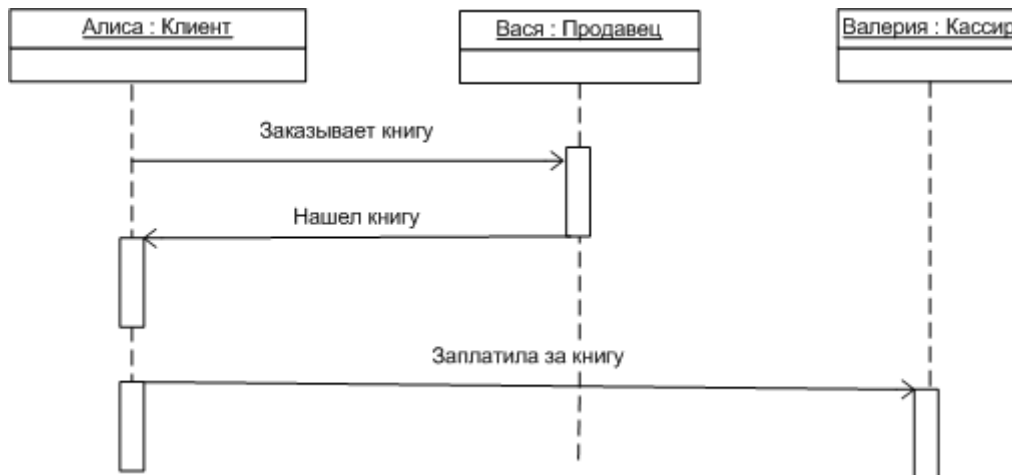 Алиса : Клиент
Вася : Продавец
Валерия : Кассир
Заказывает книгу
Нашел книгу
Заплатила за книгу